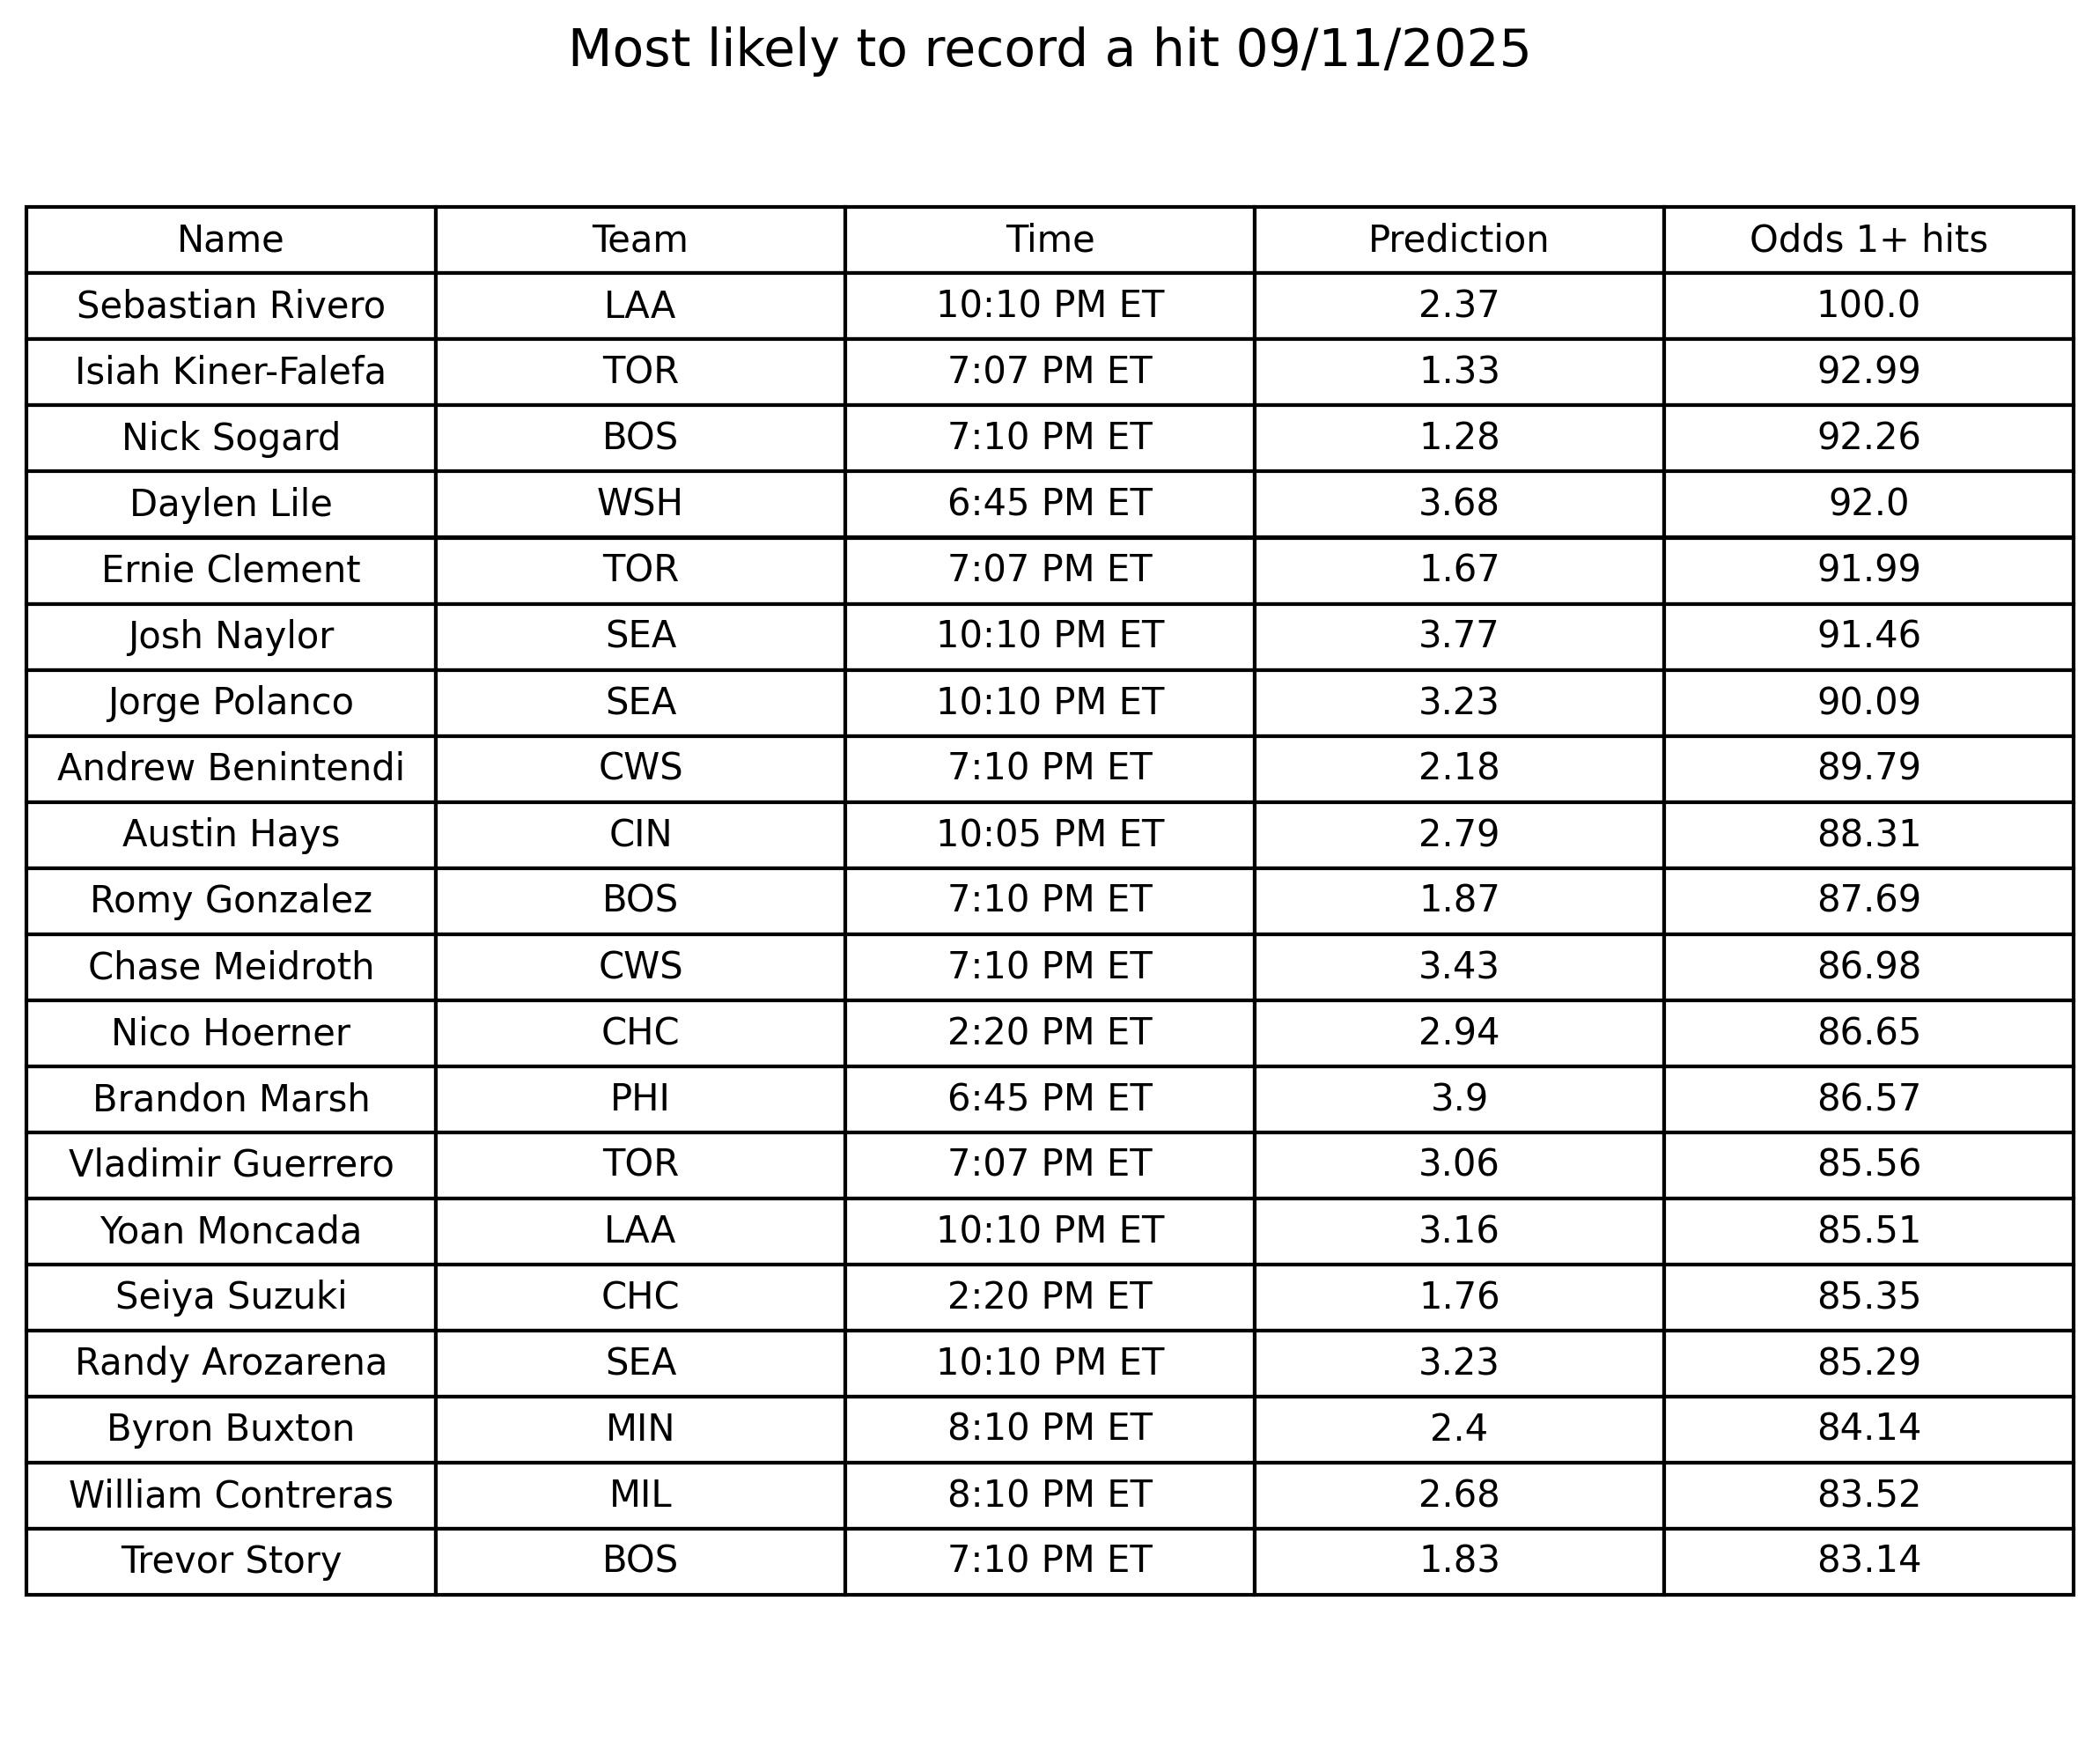 Most likely to record a hit 09/11/2025
Name Team Time Prediction Odds 1+ hits
Sebastian Rivero LAA 10:10 PM ET 2.37 100.0
Isiah Kiner-Falefa TOR 7:07 PM ET 1.33 92.99
Nick Sogard BOS 7:10 PM ET 1.28 92.26
Daylen Lile WSH 6:45 PM ET 3.68 92.0
Ernie Clement TOR 7:07 PM ET 1.67 91.99
Josh Naylor SEA 10:10 PM ET 3.77 91.46
Jorge Polanco SEA 10:10 PM ET 3.23 90.09
Andrew Benintendi CWS 7:10 PM ET 2.18 89.79
Austin Hays CIN 10:05 PM ET 2.79 88.31
Romy Gonzalez BOS 7:10 PM ET 1.87 87.69
Chase Meidroth CWS 7:10 PM ET 3.43 86.98
Nico Hoerner CHC 2:20 PM ET 2.94 86.65
Brandon Marsh PHI 6:45 PM ET 3.9 86.57
Vladimir Guerrero TOR 7:07 PM ET 3.06 85.56
Yoan Moncada LAA 10:10 PM ET 3.16 85.51
Seiya Suzuki CHC 2:20 PM ET 1.76 85.35
Randy Arozarena SEA 10:10 PM ET 3.23 85.29
Byron Buxton MIN 8:10 PM ET 2.4 84.14
William Contreras MIL 8:10 PM ET 2.68 83.52
Trevor Story BOS 7:10 PM ET 1.83 83.14